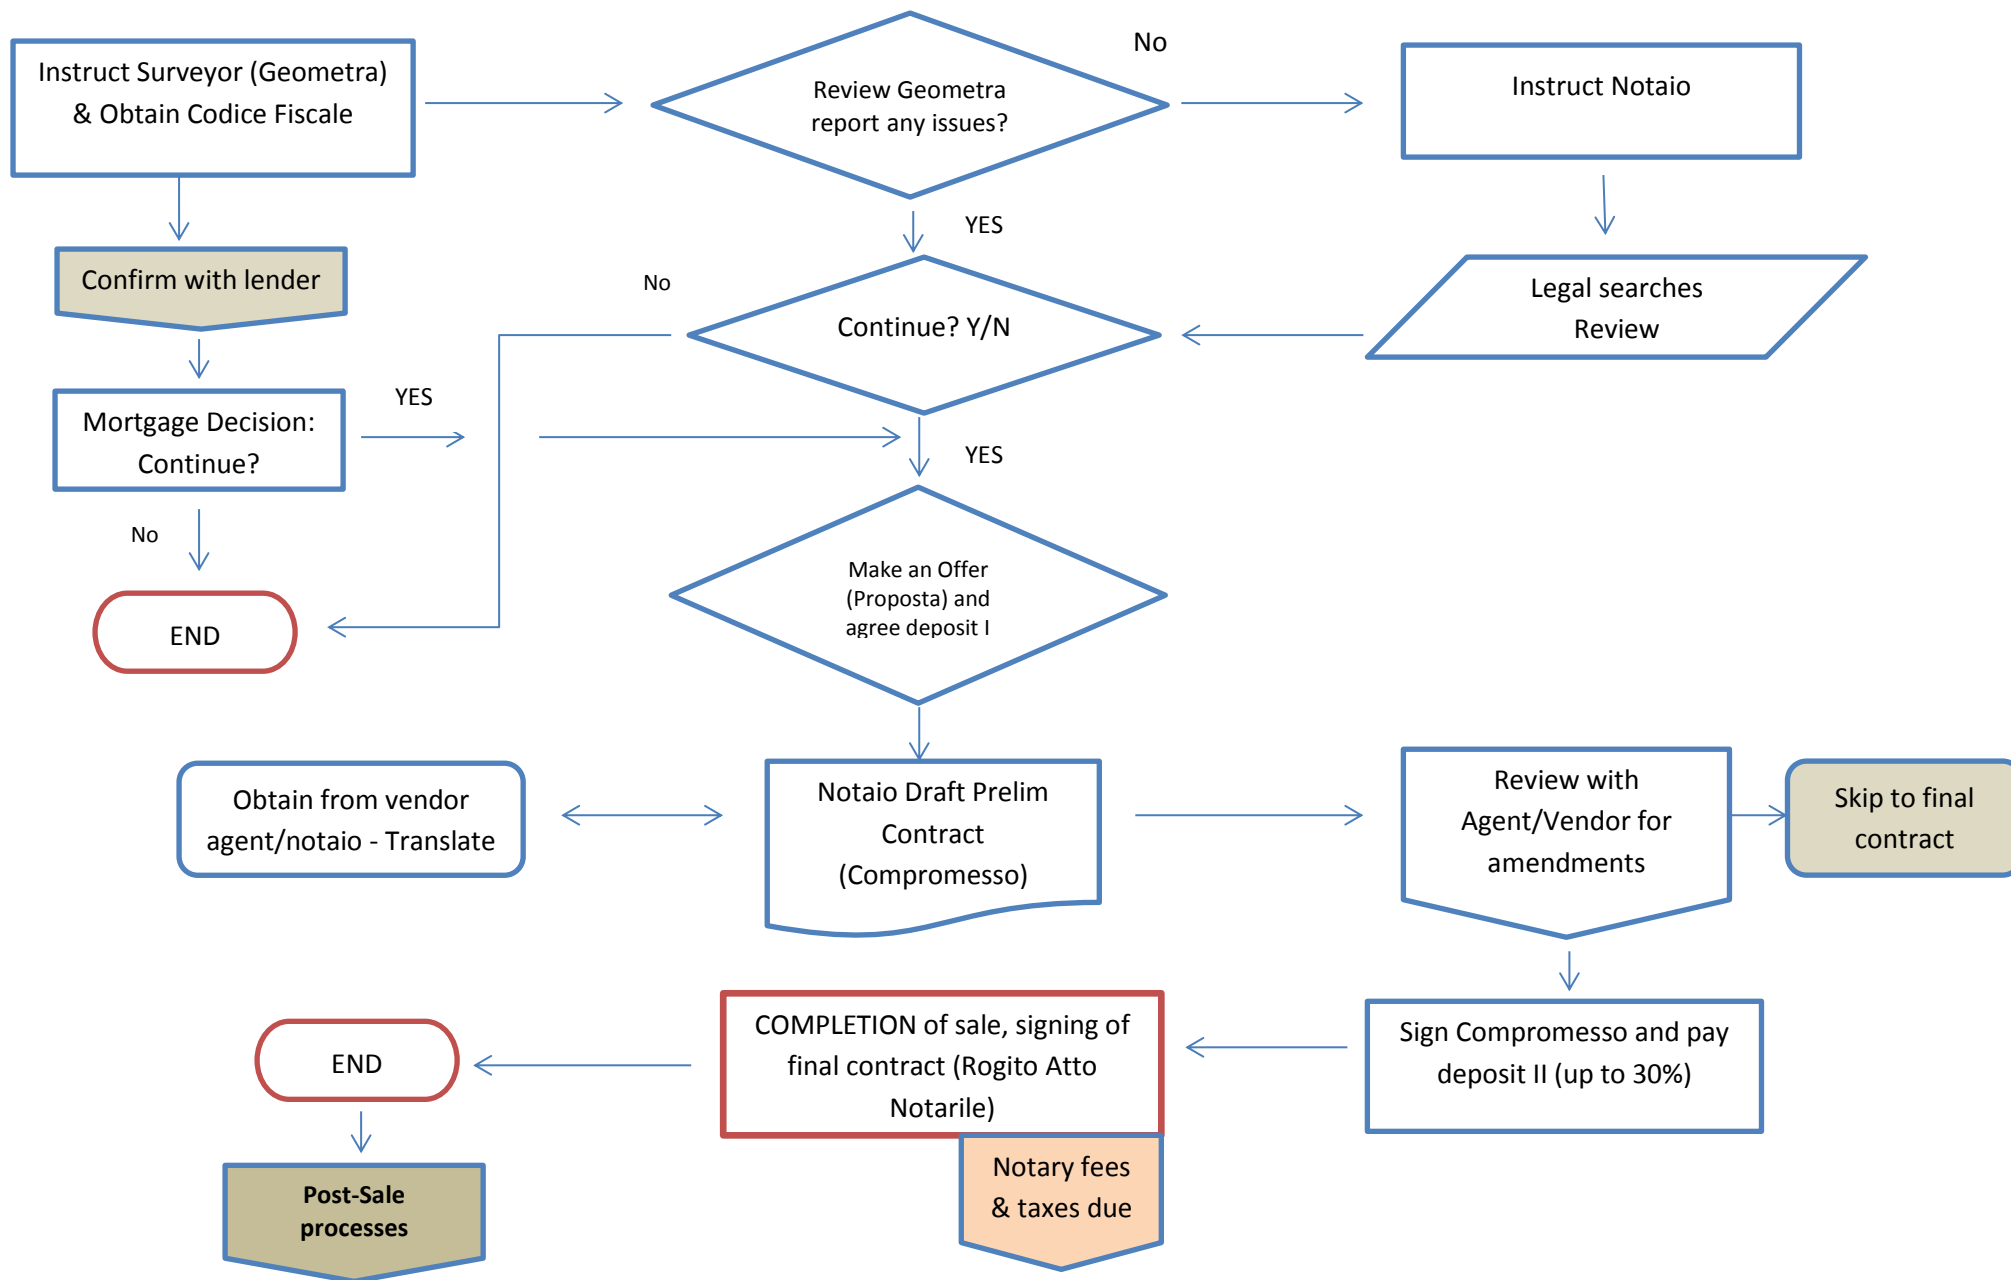 Instruct Surveyor (Geometra)
& Obtain Codice Fiscale
Review Geometra
report any issues?
No
Instruct Notaio
YES
Confirm with lender
No
Continue? Y/N
Legal searches
Review
Mortgage Decision:
Continue?
YES
YES
No
END
Make an Offer
(Proposta) and
agree deposit I
Obtain from vendor
agent/notaio - Translate
Notaio Draft Prelim
Contract
(Compromesso)
Review with
Agent/Vendor for
amendments
Skip to final
contract
END
COMPLETION of sale, signing of
final contract (Rogito Atto
Notarile)
Sign Compromesso and pay
deposit II (up to 30%)
Notary fees
& taxes due
Post-Sale
processes